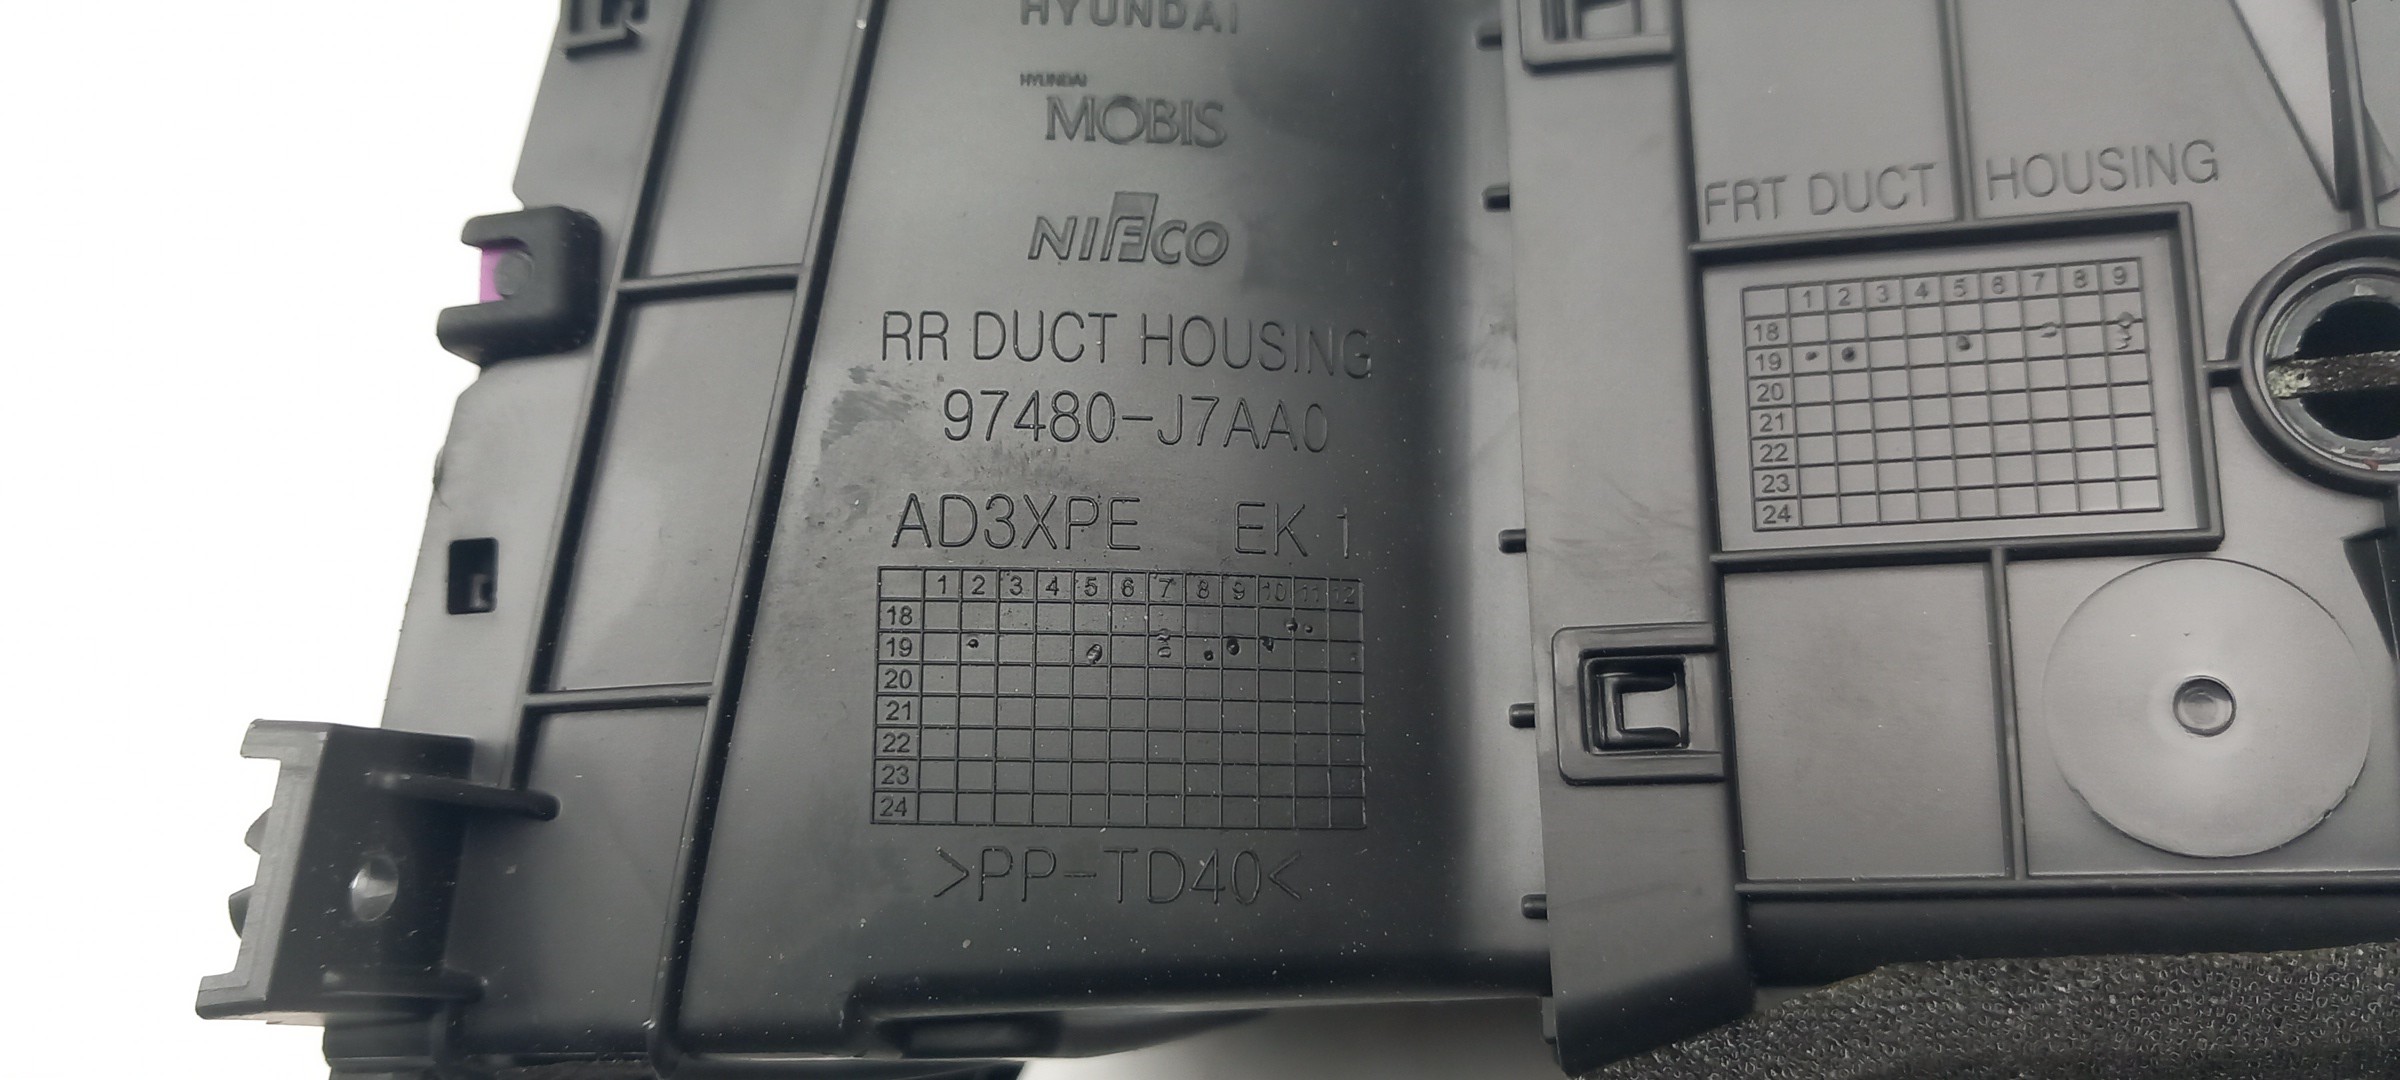 HYUNDAI
HYUNDAI
MOBIS
NIFCO
RR DUCT HOUSING
97480-J7AA0
AD3XPE EK 1
1 2 3 4 5 6 7 8 9 10 11 12
18
19
20
21
22
23
24
>PP-TD40<
FRT DUCT HOUSING
1 2 3 4 5 6 7 8 9
18
19
20
21
22
23
24